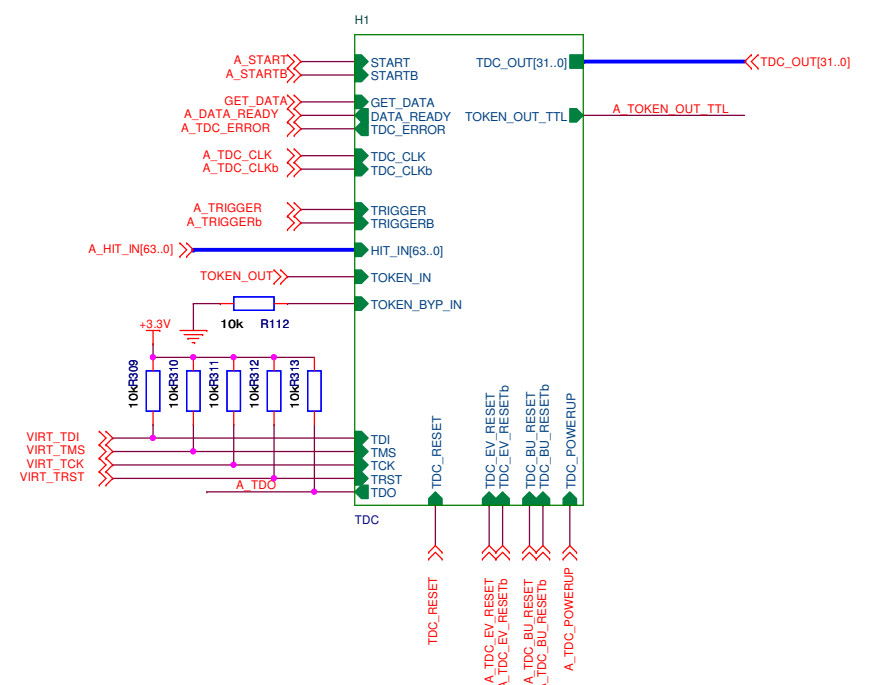 H1
A_START
START
TDC_OUT[31..0]
TDC_OUT[31..0]
A_STARTB
STARTB
GET_DATA
GET_DATA
A_DATA_READY
DATA_READY
TOKEN_OUT_TTL
A_TOKEN_OUT_TTL
A_TDC_ERROR
TDC_ERROR
A_TDC_CLK
TDC_CLK
A_TDC_CLKb
TDC_CLKb
A_TRIGGER
TRIGGER
A_TRIGGERb
TRIGGERB
A_HIT_IN[63..0]
HIT_IN[63..0]
TOKEN_OUT
TOKEN_IN
TOKEN_BYP_IN
10k R112
+3.3V
10k R309
10k R310
10k R311
10k R312
10k R313
VIRT_TDI
TDI
VIRT_TMS
TMS
VIRT_TCK
TCK
VIRT_TRST
TRST
A_TDO
TDO
TDC_RESET
TDC_EV_RESET
TDC_EV_RESETb
TDC_BU_RESET
TDC_BU_RESETb
TDC_POWERUP
TDC
TDC_RESET
A_TDC_EV_RESET
A_TDC_EV_RESETb
A_TDC_BU_RESET
A_TDC_BU_RESETb
A_TDC_POWERUP